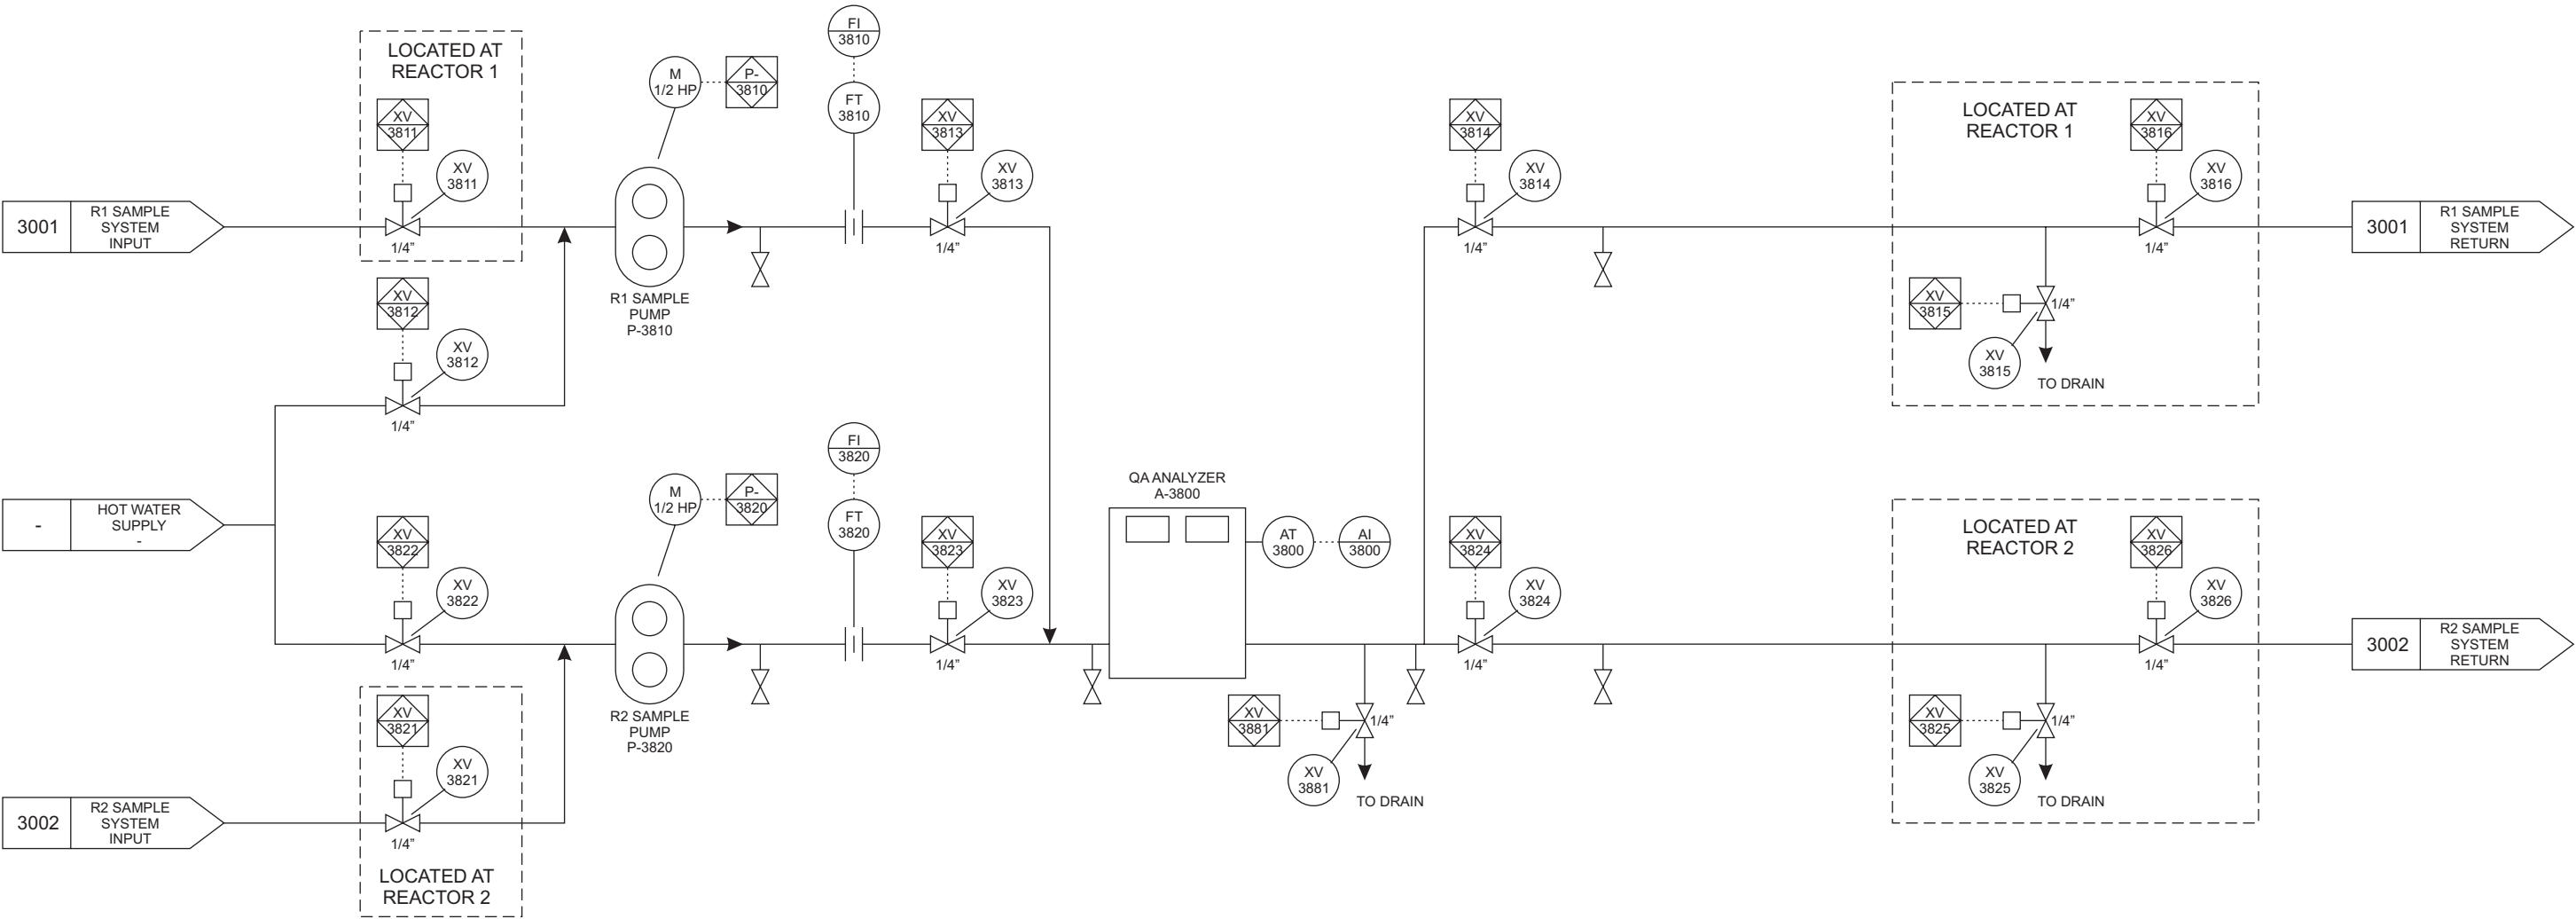 FI
3810
LOCATED AT
REACTOR 1
M
1/2 HP
P-
3810
FT
3810
XV
3811
XV
3811
1/4"
XV
3813
XV
3813
1/4"
XV
3814
XV
3814
1/4"
LOCATED AT
REACTOR 1
XV
3816
XV
3816
1/4"
3001
R1 SAMPLE
SYSTEM
INPUT
3001
R1 SAMPLE
SYSTEM
RETURN
R1 SAMPLE
PUMP
P-3810
XV
3812
XV
3812
1/4"
XV
3815
1/4"
XV
3815
TO DRAIN
FI
3820
M
1/2 HP
P-
3820
FT
3820
QA ANALYZER
A-3800
-
HOT WATER
SUPPLY
-
XV
3822
XV
3822
1/4"
XV
3823
XV
3823
1/4"
AT
3800
AI
3800
XV
3824
XV
3824
1/4"
LOCATED AT
REACTOR 2
XV
3826
XV
3826
1/4"
3002
R2 SAMPLE
SYSTEM
RETURN
R2 SAMPLE
PUMP
P-3820
XV
3821
XV
3821
1/4"
XV
3881
1/4"
XV
3881
TO DRAIN
XV
3825
1/4"
XV
3825
TO DRAIN
3002
R2 SAMPLE
SYSTEM
INPUT
LOCATED AT
REACTOR 2